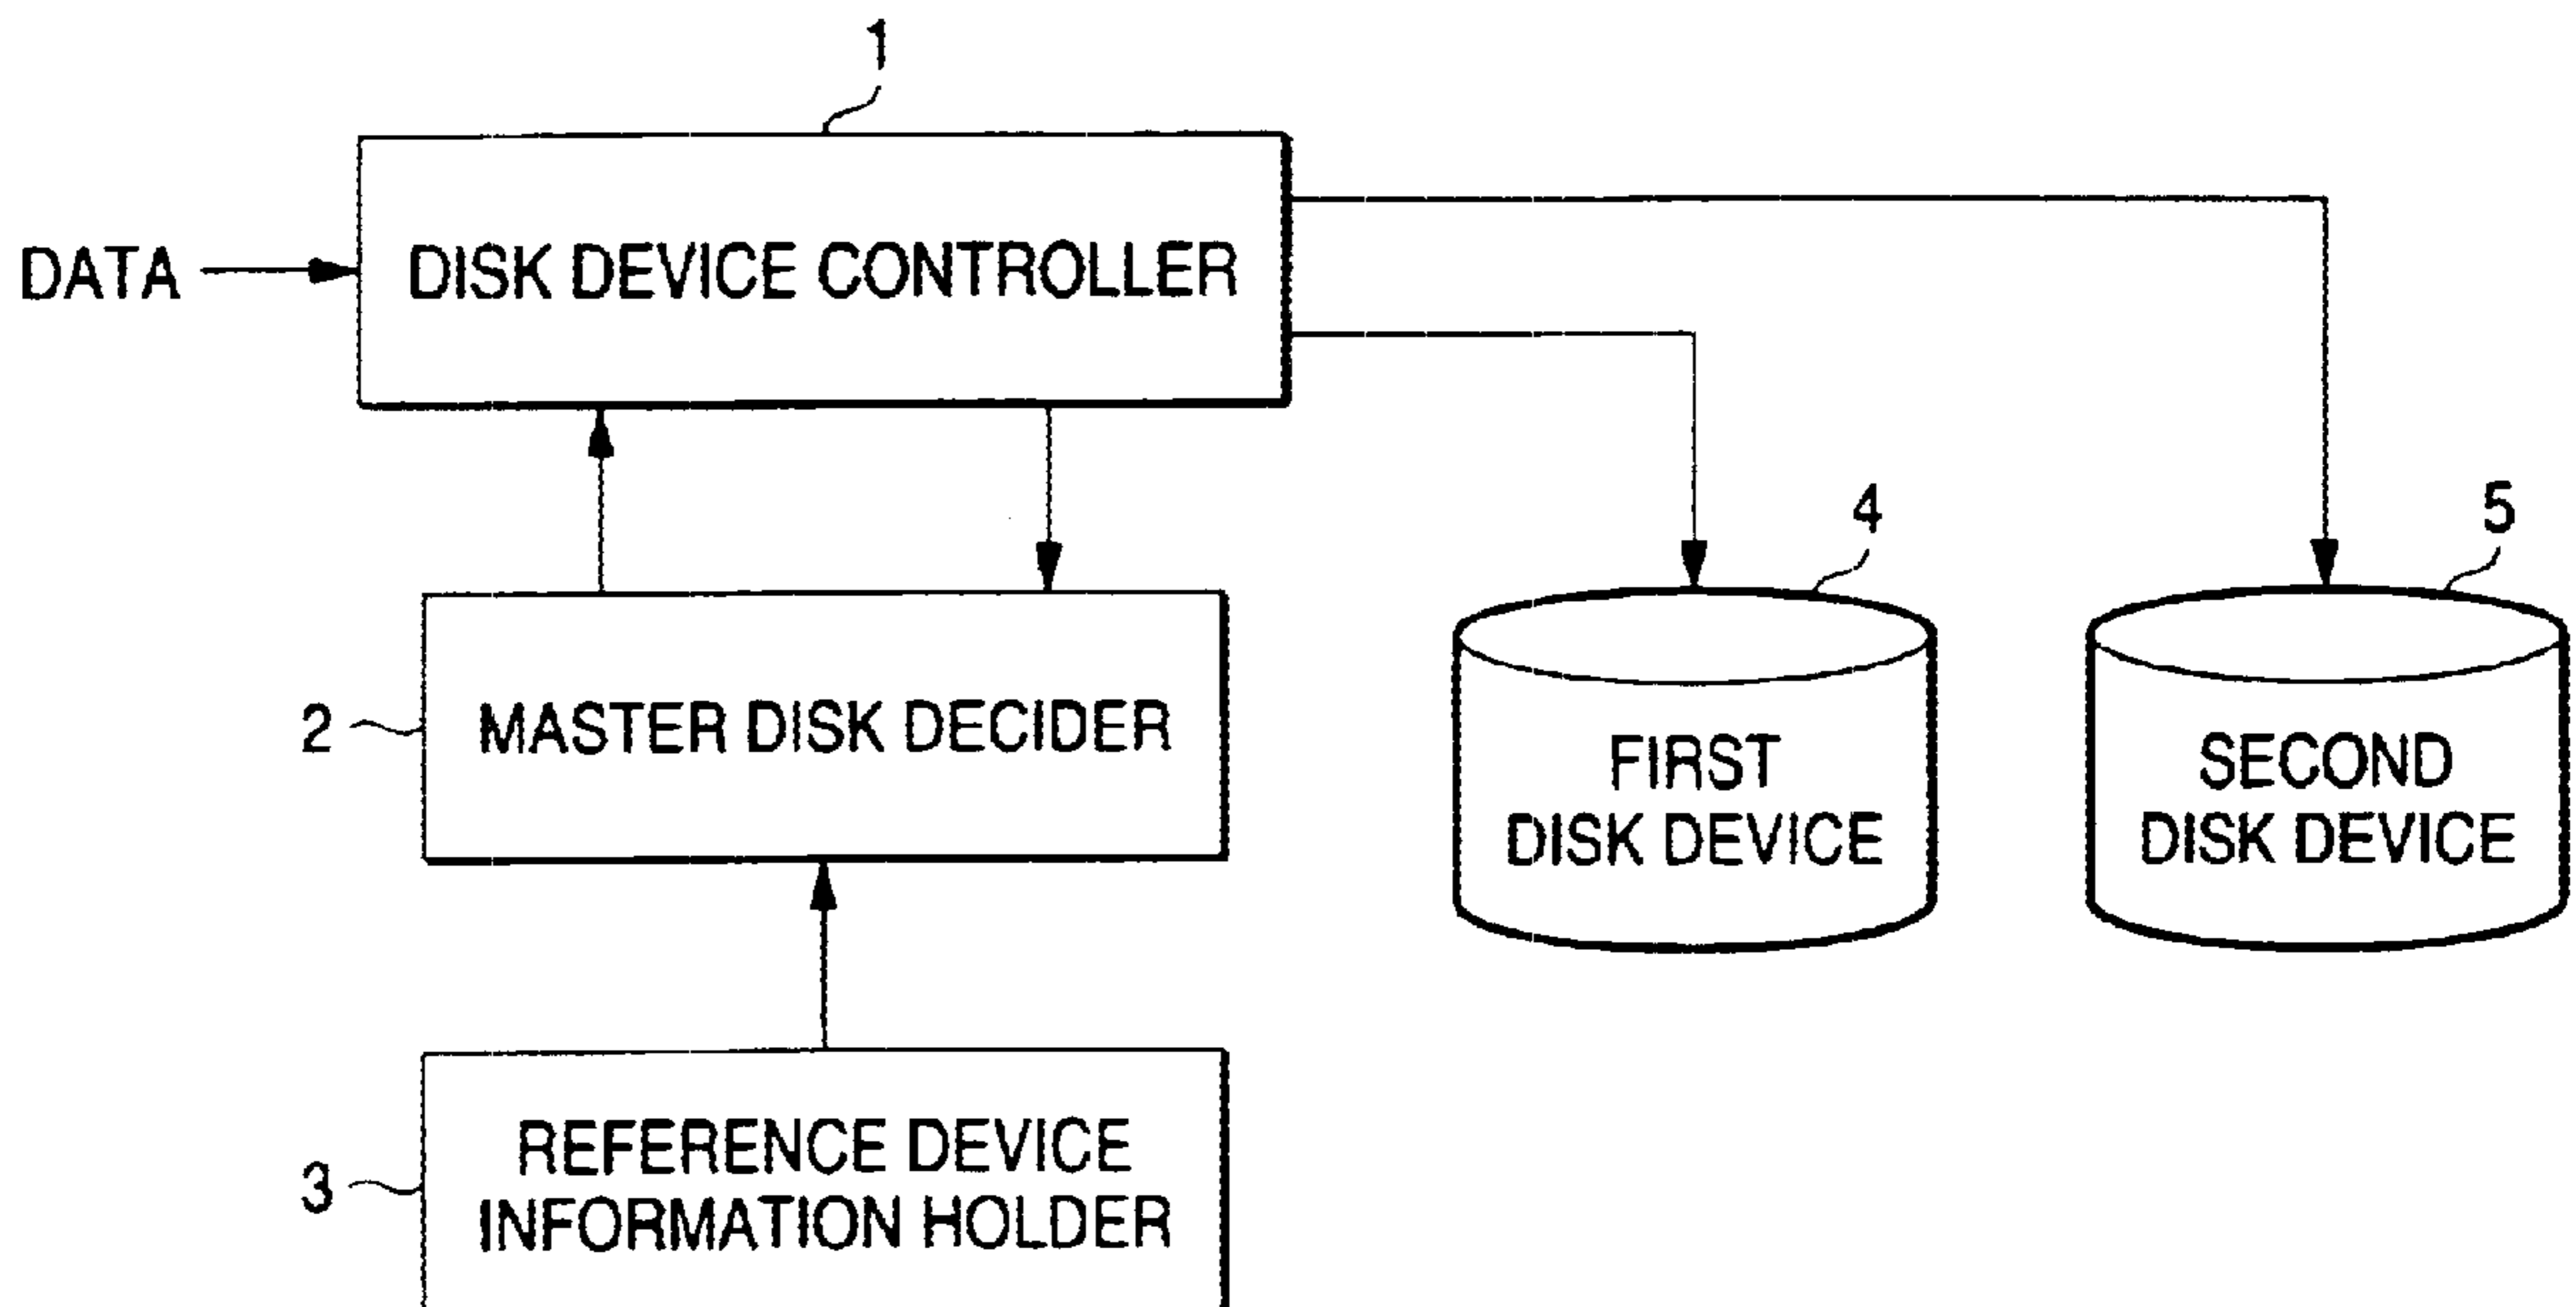 1
DATA
DISK DEVICE CONTROLLER
4
5
2
MASTER DISK DECIDER
FIRST
DISK DEVICE
SECOND
DISK DEVICE
3
REFERENCE DEVICE
INFORMATION HOLDER